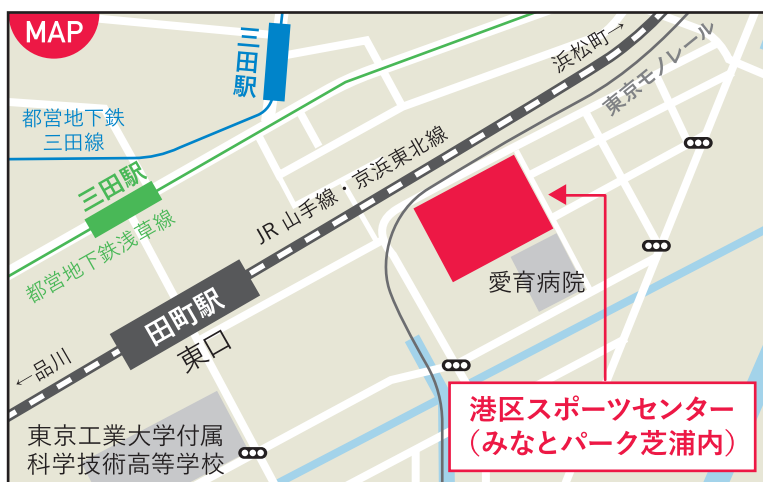 MAP
三田駅
浜松町→
東京モノレール
都営地下鉄
三田線
三田駅
JR 山手線・京浜東北線
都営地下鉄浅草線
愛育病院
田町駅
東口
←品川
港区スポーツセンター
（みなとパーク芝浦内）
東京工業大学付属
科学技術高等学校